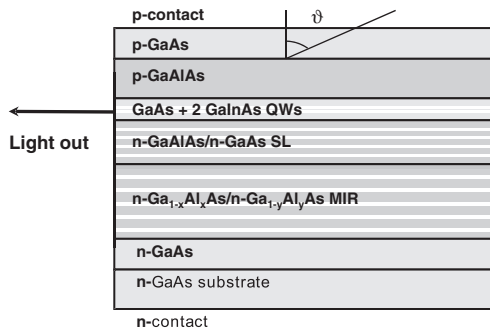 p-contact
ϑ
p-GaAs
p-GaAlAs
GaAs + 2 GaInAs QWs
Light out
n-GaAlAs/n-GaAs SL
n-Ga₁₋ₓAlₓAs/n-Ga₁₋yAlyAs MIR
n-GaAs
n-GaAs substrate
n-contact